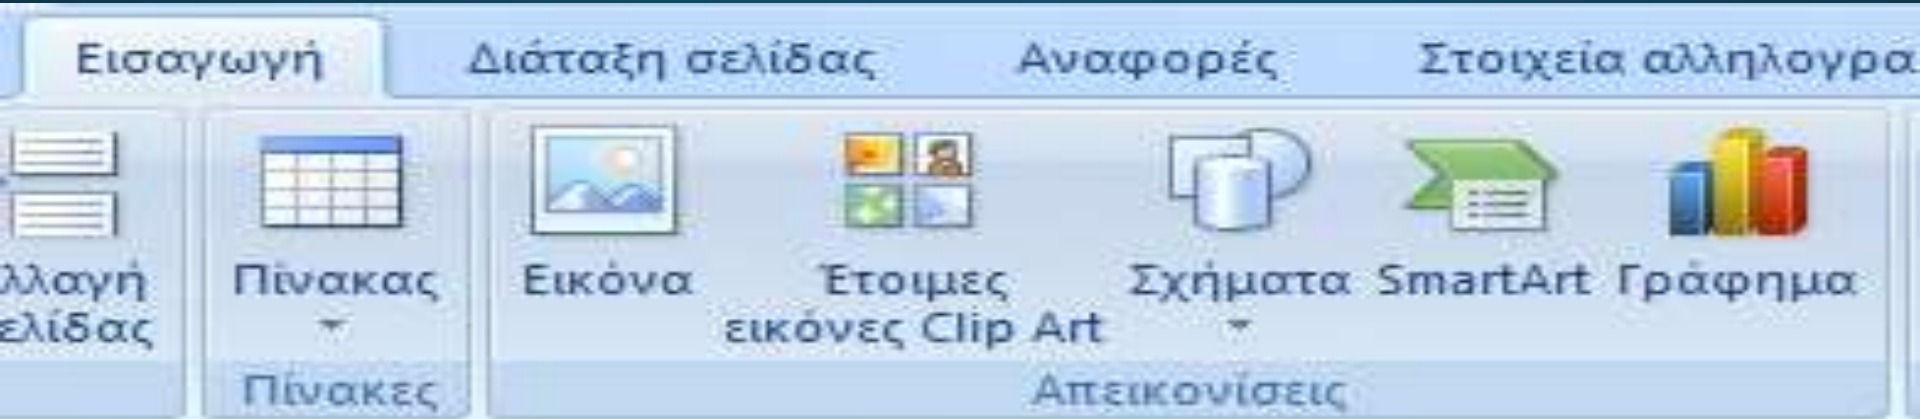 Εισαγωγή Διάταξη σελίδας Αναφορές Στοιχεία αλληλογρα
λλαγή Πίνακας Εικόνα Έτοιμες Σχήματα SmartArt Γράφημα
ελίδας εικόνες Clip Art
Πίνακες Απεικονίσεις